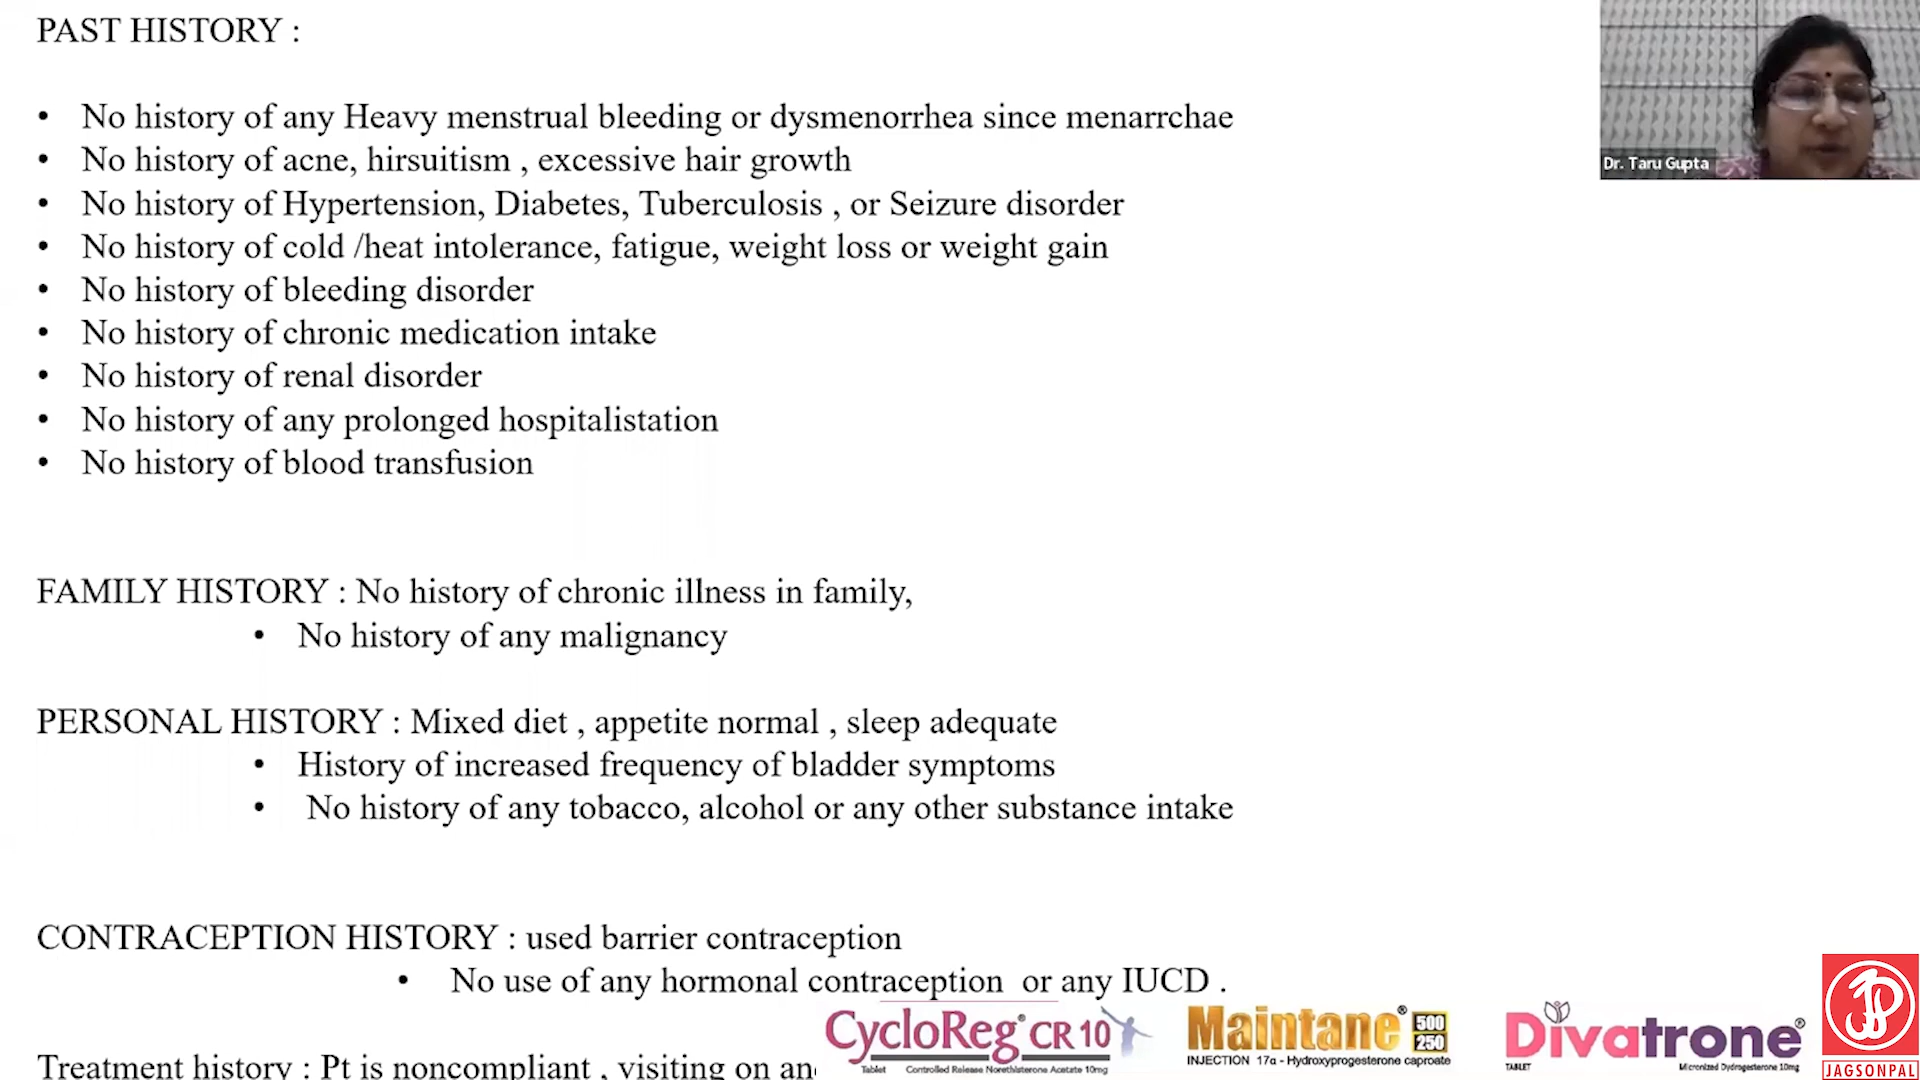 PAST HISTORY :
• No history of any Heavy menstrual bleeding or dysmenorrhea since menarrchae
• No history of acne, hirsuitism , excessive hair growth
• No history of Hypertension, Diabetes, Tuberculosis , or Seizure disorder
• No history of cold /heat intolerance, fatigue, weight loss or weight gain
• No history of bleeding disorder
• No history of chronic medication intake
• No history of renal disorder
• No history of any prolonged hospitalistation
• No history of blood transfusion
Dr. Taru Gupta
FAMILY HISTORY : No history of chronic illness in family,
• No history of any malignancy
PERSONAL HISTORY : Mixed diet , appetite normal , sleep adequate
• History of increased frequency of bladder symptoms
• No history of any tobacco, alcohol or any other substance intake
CONTRACEPTION HISTORY : used barrier contraception
• No use of any hormonal contraception or any IUCD .
Treatment history : Pt is noncompliant , visiting on an
CycloReg® CR 10
Tablet Controlled Release Norethisterone Acetate 10mg
Maintane® 500 250
INJECTION 17α - Hydroxyprogesterone caproate
Divatrone®
TABLET Micronized Dydrogesterone 10mg
JAGSONPAL